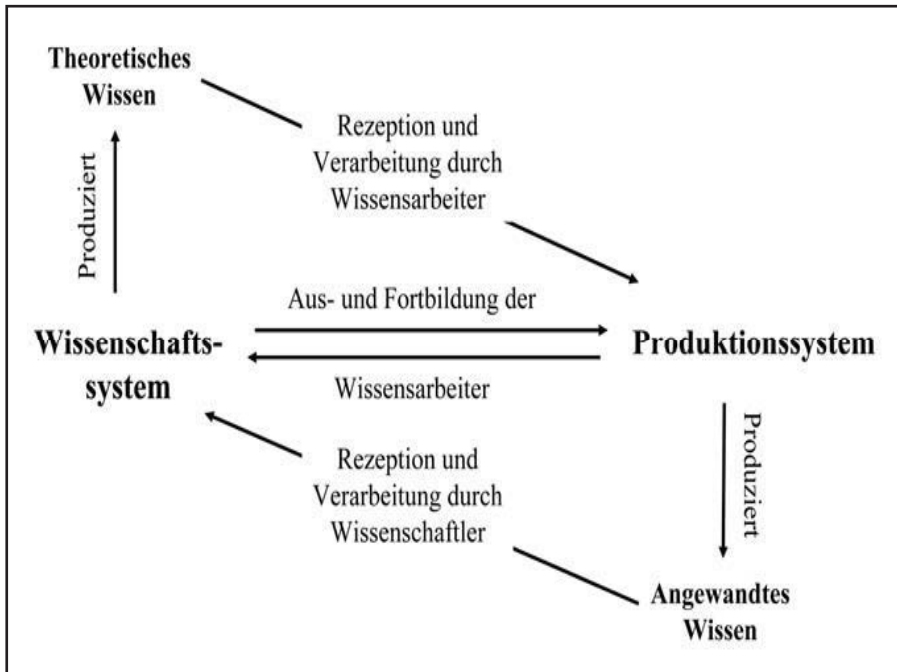 Theoretisches
Wissen
Produziert
Rezeption und
Verarbeitung durch
Wissensarbeiter
Aus- und Fortbildung der
Wissenschafts-
system
Produktionssystem
Wissensarbeiter
Rezeption und
Verarbeitung durch
Wissenschaftler
Produziert
Angewandtes
Wissen